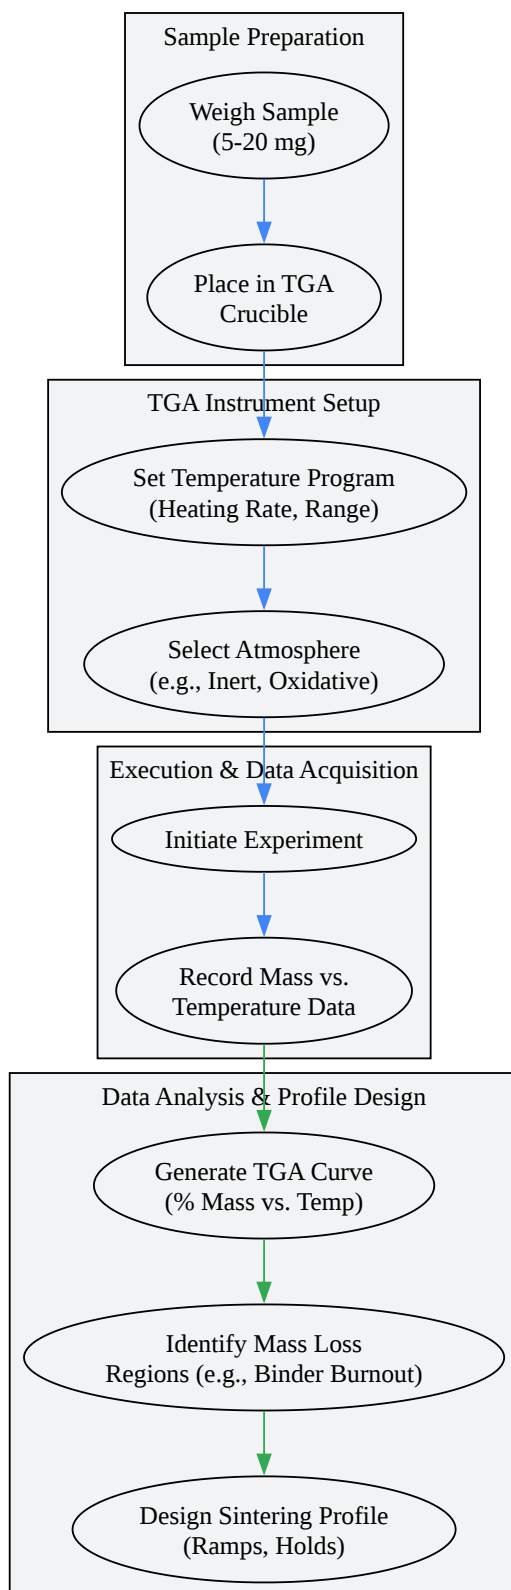 Sample Preparation
Weigh Sample
(5-20 mg)
Place in TGA
Crucible
TGA Instrument Setup
Set Temperature Program
(Heating Rate, Range)
Select Atmosphere
(e.g., Inert, Oxidative)
Execution & Data Acquisition
Initiate Experiment
Record Mass vs.
Temperature Data
Data Analysis & Profile Design
Generate TGA Curve
(% Mass vs. Temp)
Identify Mass Loss
Regions (e.g., Binder Burnout)
Design Sintering Profile
(Ramps, Holds)